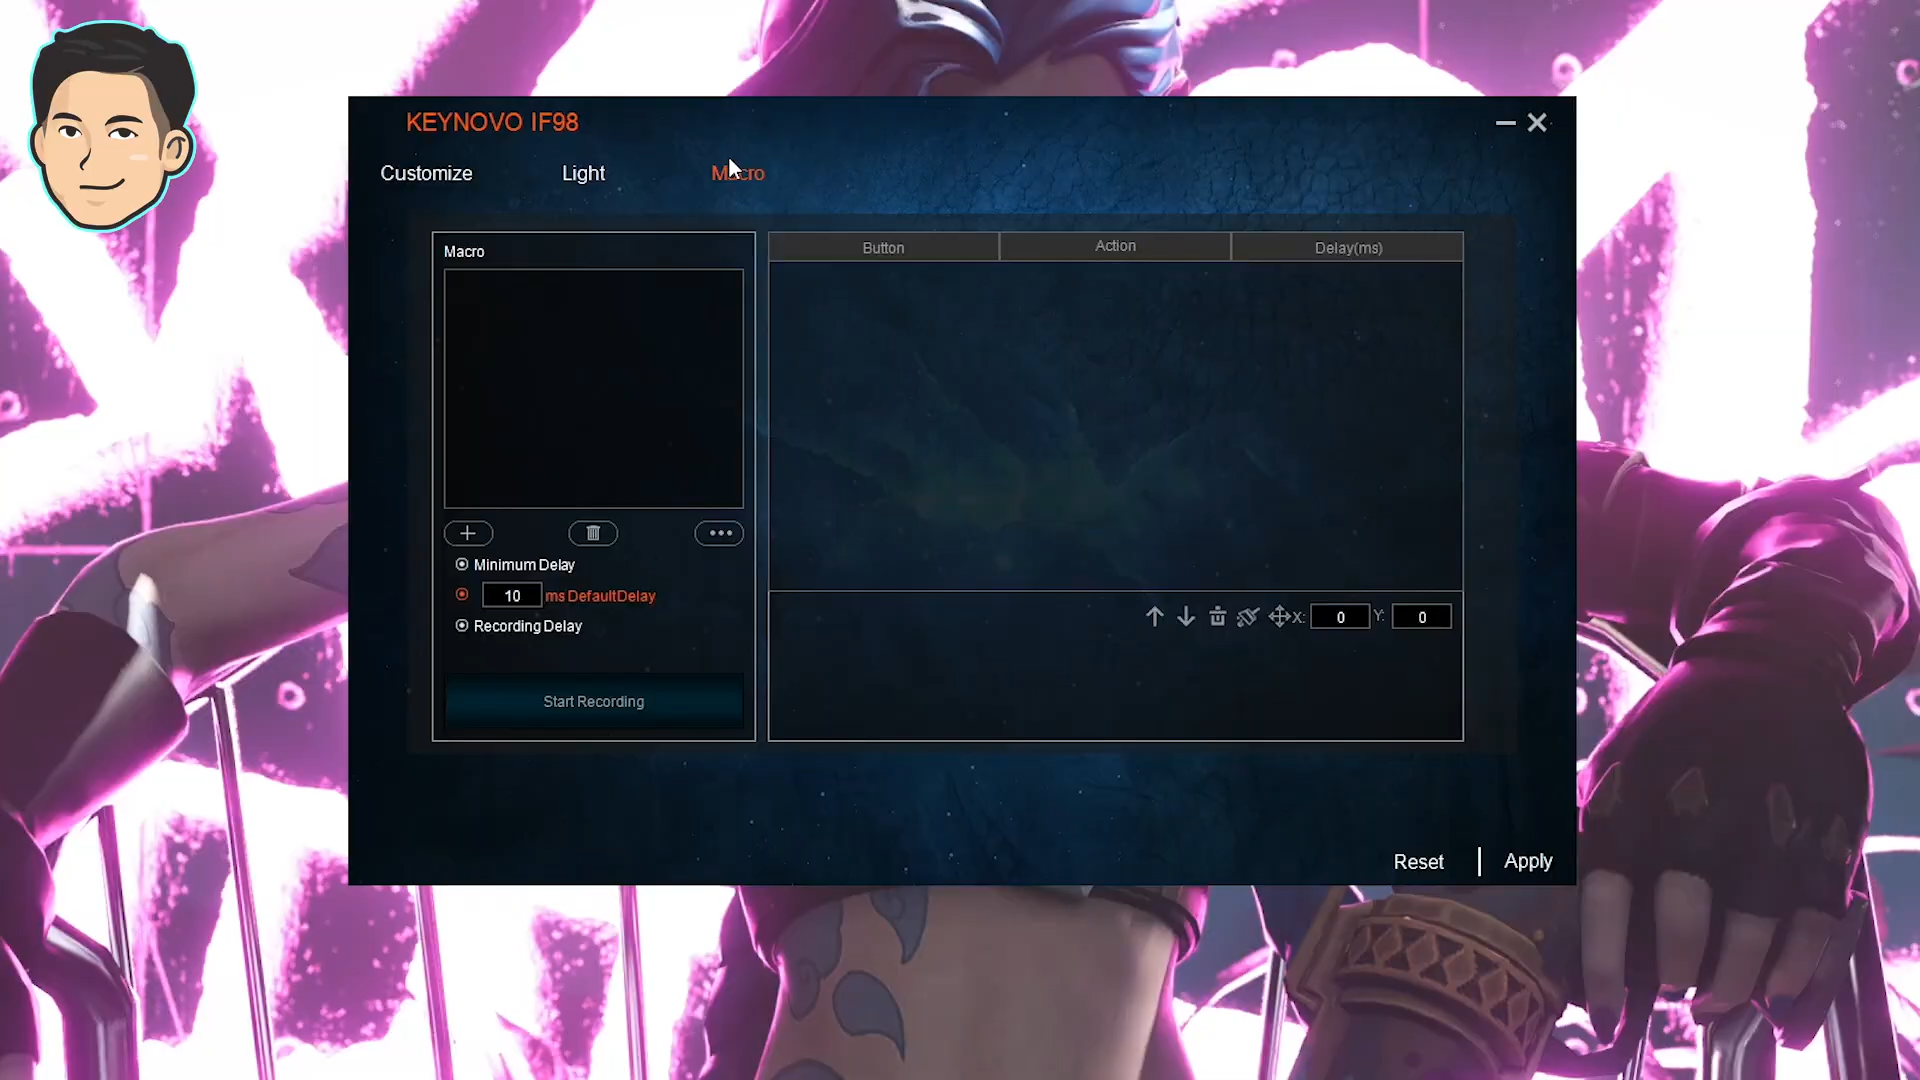 KEYNOVO IF98
Customize Light Macro
Macro
Button Action Delay(ms)
Minimum Delay
10 ms DefaultDelay
Recording Delay
X: 0 Y: 0
Start Recording
Reset | Apply